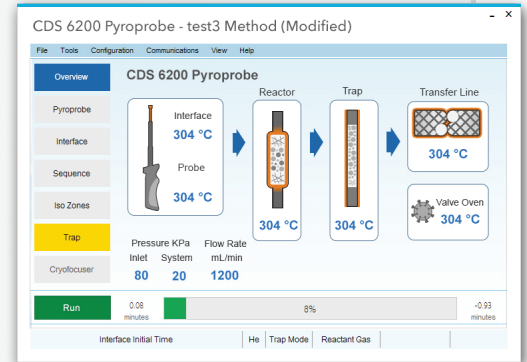 CDS 6200 Pyroprobe - test3 Method (Modified)
- x
File Tools Configuration Communications View Help
Overview
Pyroprobe
Interface
Sequence
Iso Zones
Trap
Cryofocuser
CDS 6200 Pyroprobe
Interface
304 °C
Probe
304 °C
Reactor
304 °C
Trap
304 °C
Transfer Line
304 °C
Valve Oven
304 °C
Pressure KPa Flow Rate
Inlet System mL/min
80 20 1200
Run
0.08
minutes
8%
-0.93
minutes
Interface Initial Time He Trap Mode Reactant Gas